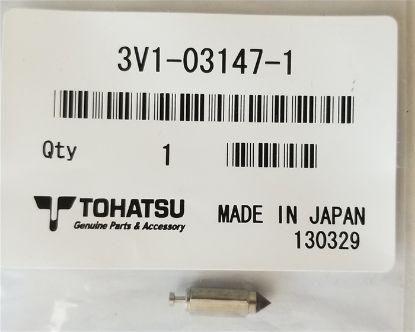 3V1-03147-1
Qty 1
TOHATSU MADE IN JAPAN
Genuine Parts & Accessory 130329